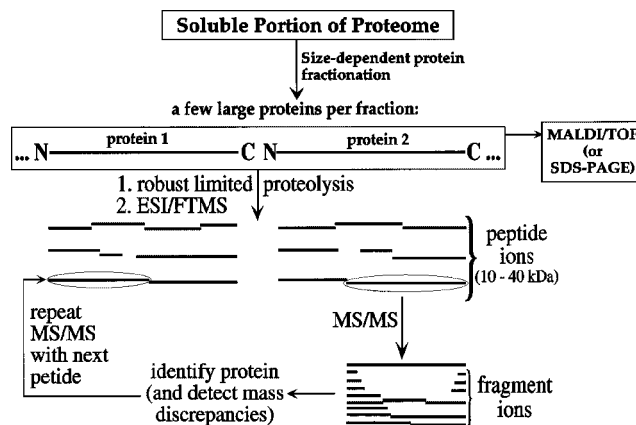 Soluble Portion of Proteome
Size-dependent protein
fractionation
a few large proteins per fraction:
... N protein 1 C N protein 2 C ...
MALDI/TOF
(or
SDS-PAGE)
1. robust limited proteolysis
2. ESI/FTMS
peptide
ions
(10 - 40 kDa)
MS/MS
repeat
MS/MS
with next
petide
identify protein
(and detect mass
discrepancies)
fragment
ions